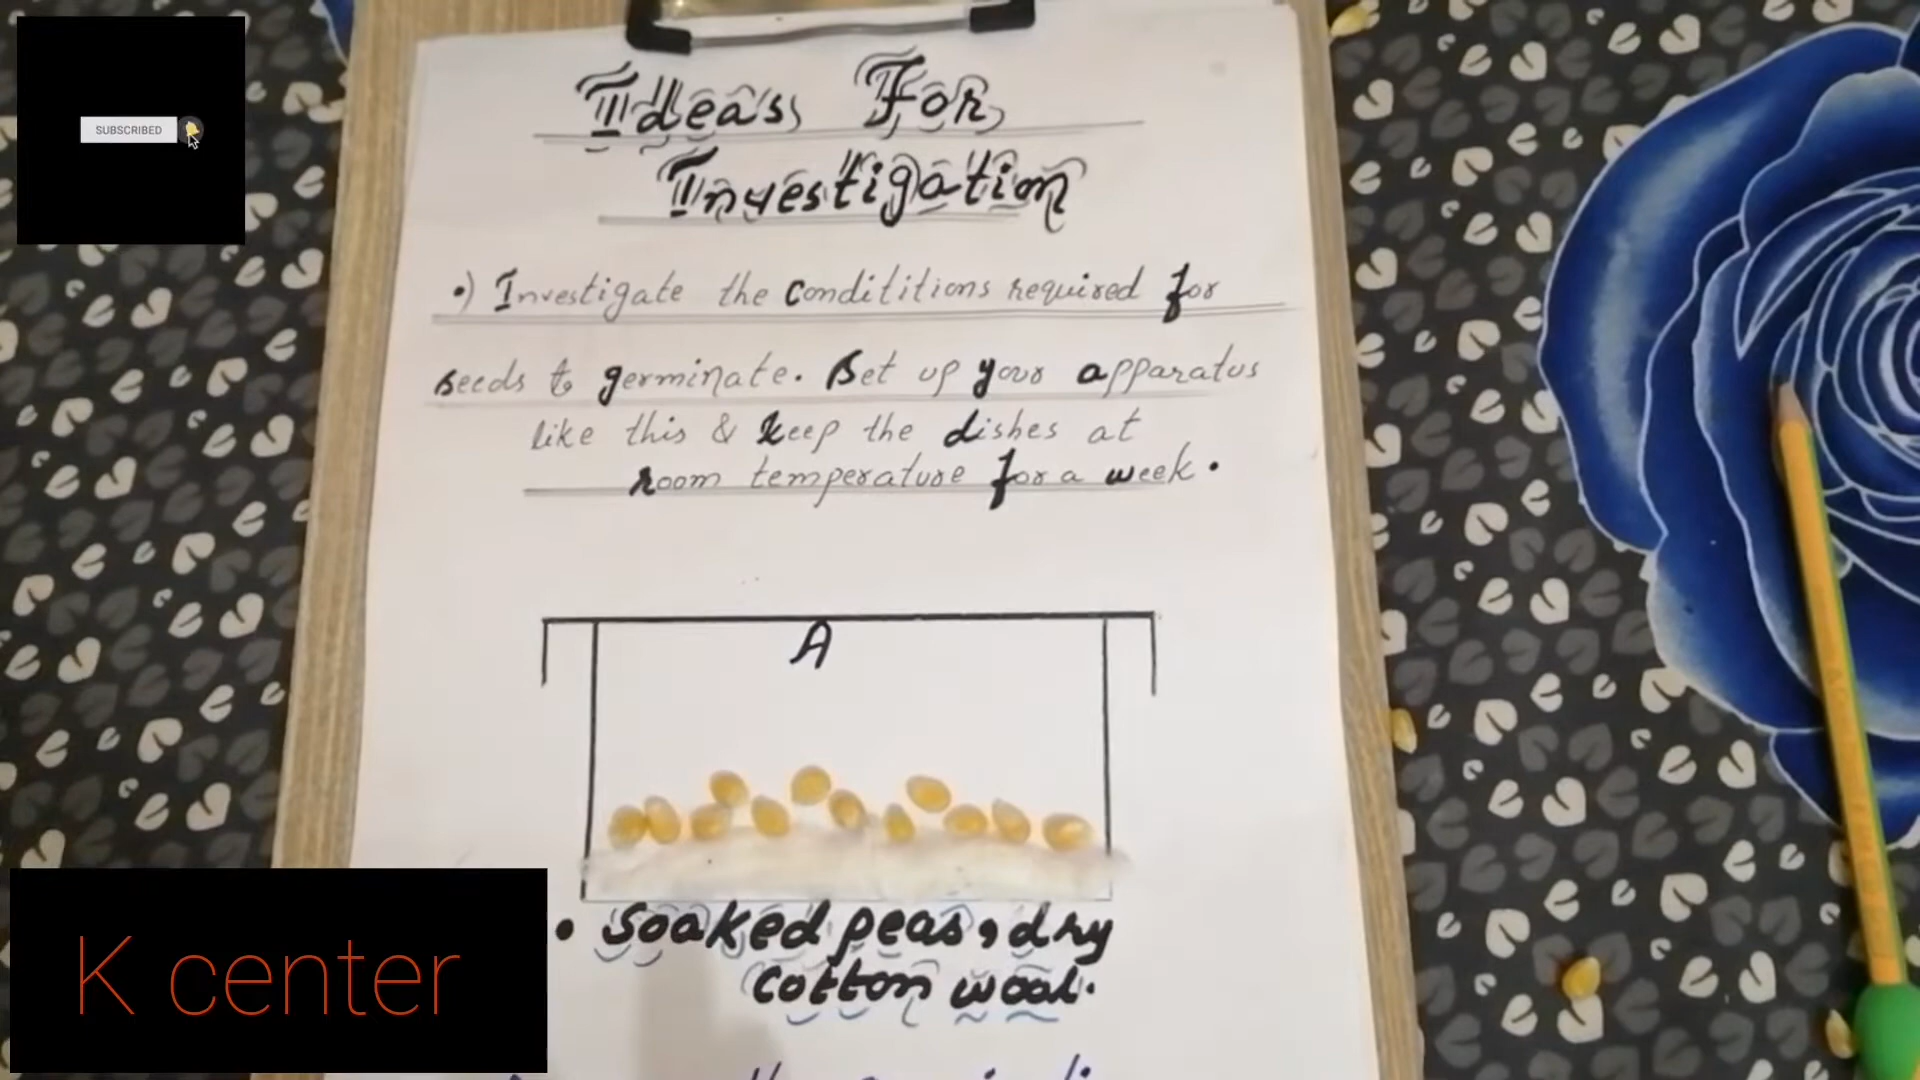 SUBSCRIBED
Ideas For
Investigation
•) Investigate the Condititions required for
seeds to germinate. Set up your apparatus
like this & keep the dishes at
room temperature for a week.
A
• Soaked peas, dry
cotton wool.
K center